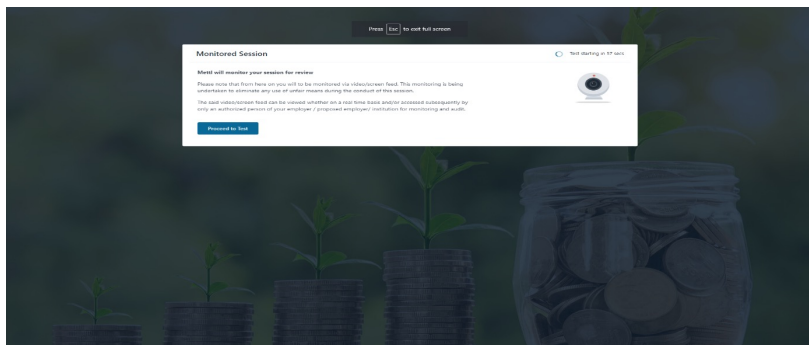 Press Esc to exit full screen
Monitored Session
Test starting in 57 secs
Mettl will monitor your session for review
Please note that from here on you will to be monitored via video/screen feed. This monitoring is being
undertaken to eliminate any use of unfair means during the conduct of this session.
The said video/screen feed can be viewed whether on a real time basis and/or accessed subsequently by
only an authorised person of your employer / proposed employer/ institution for monitoring and audit.
Proceed to Test